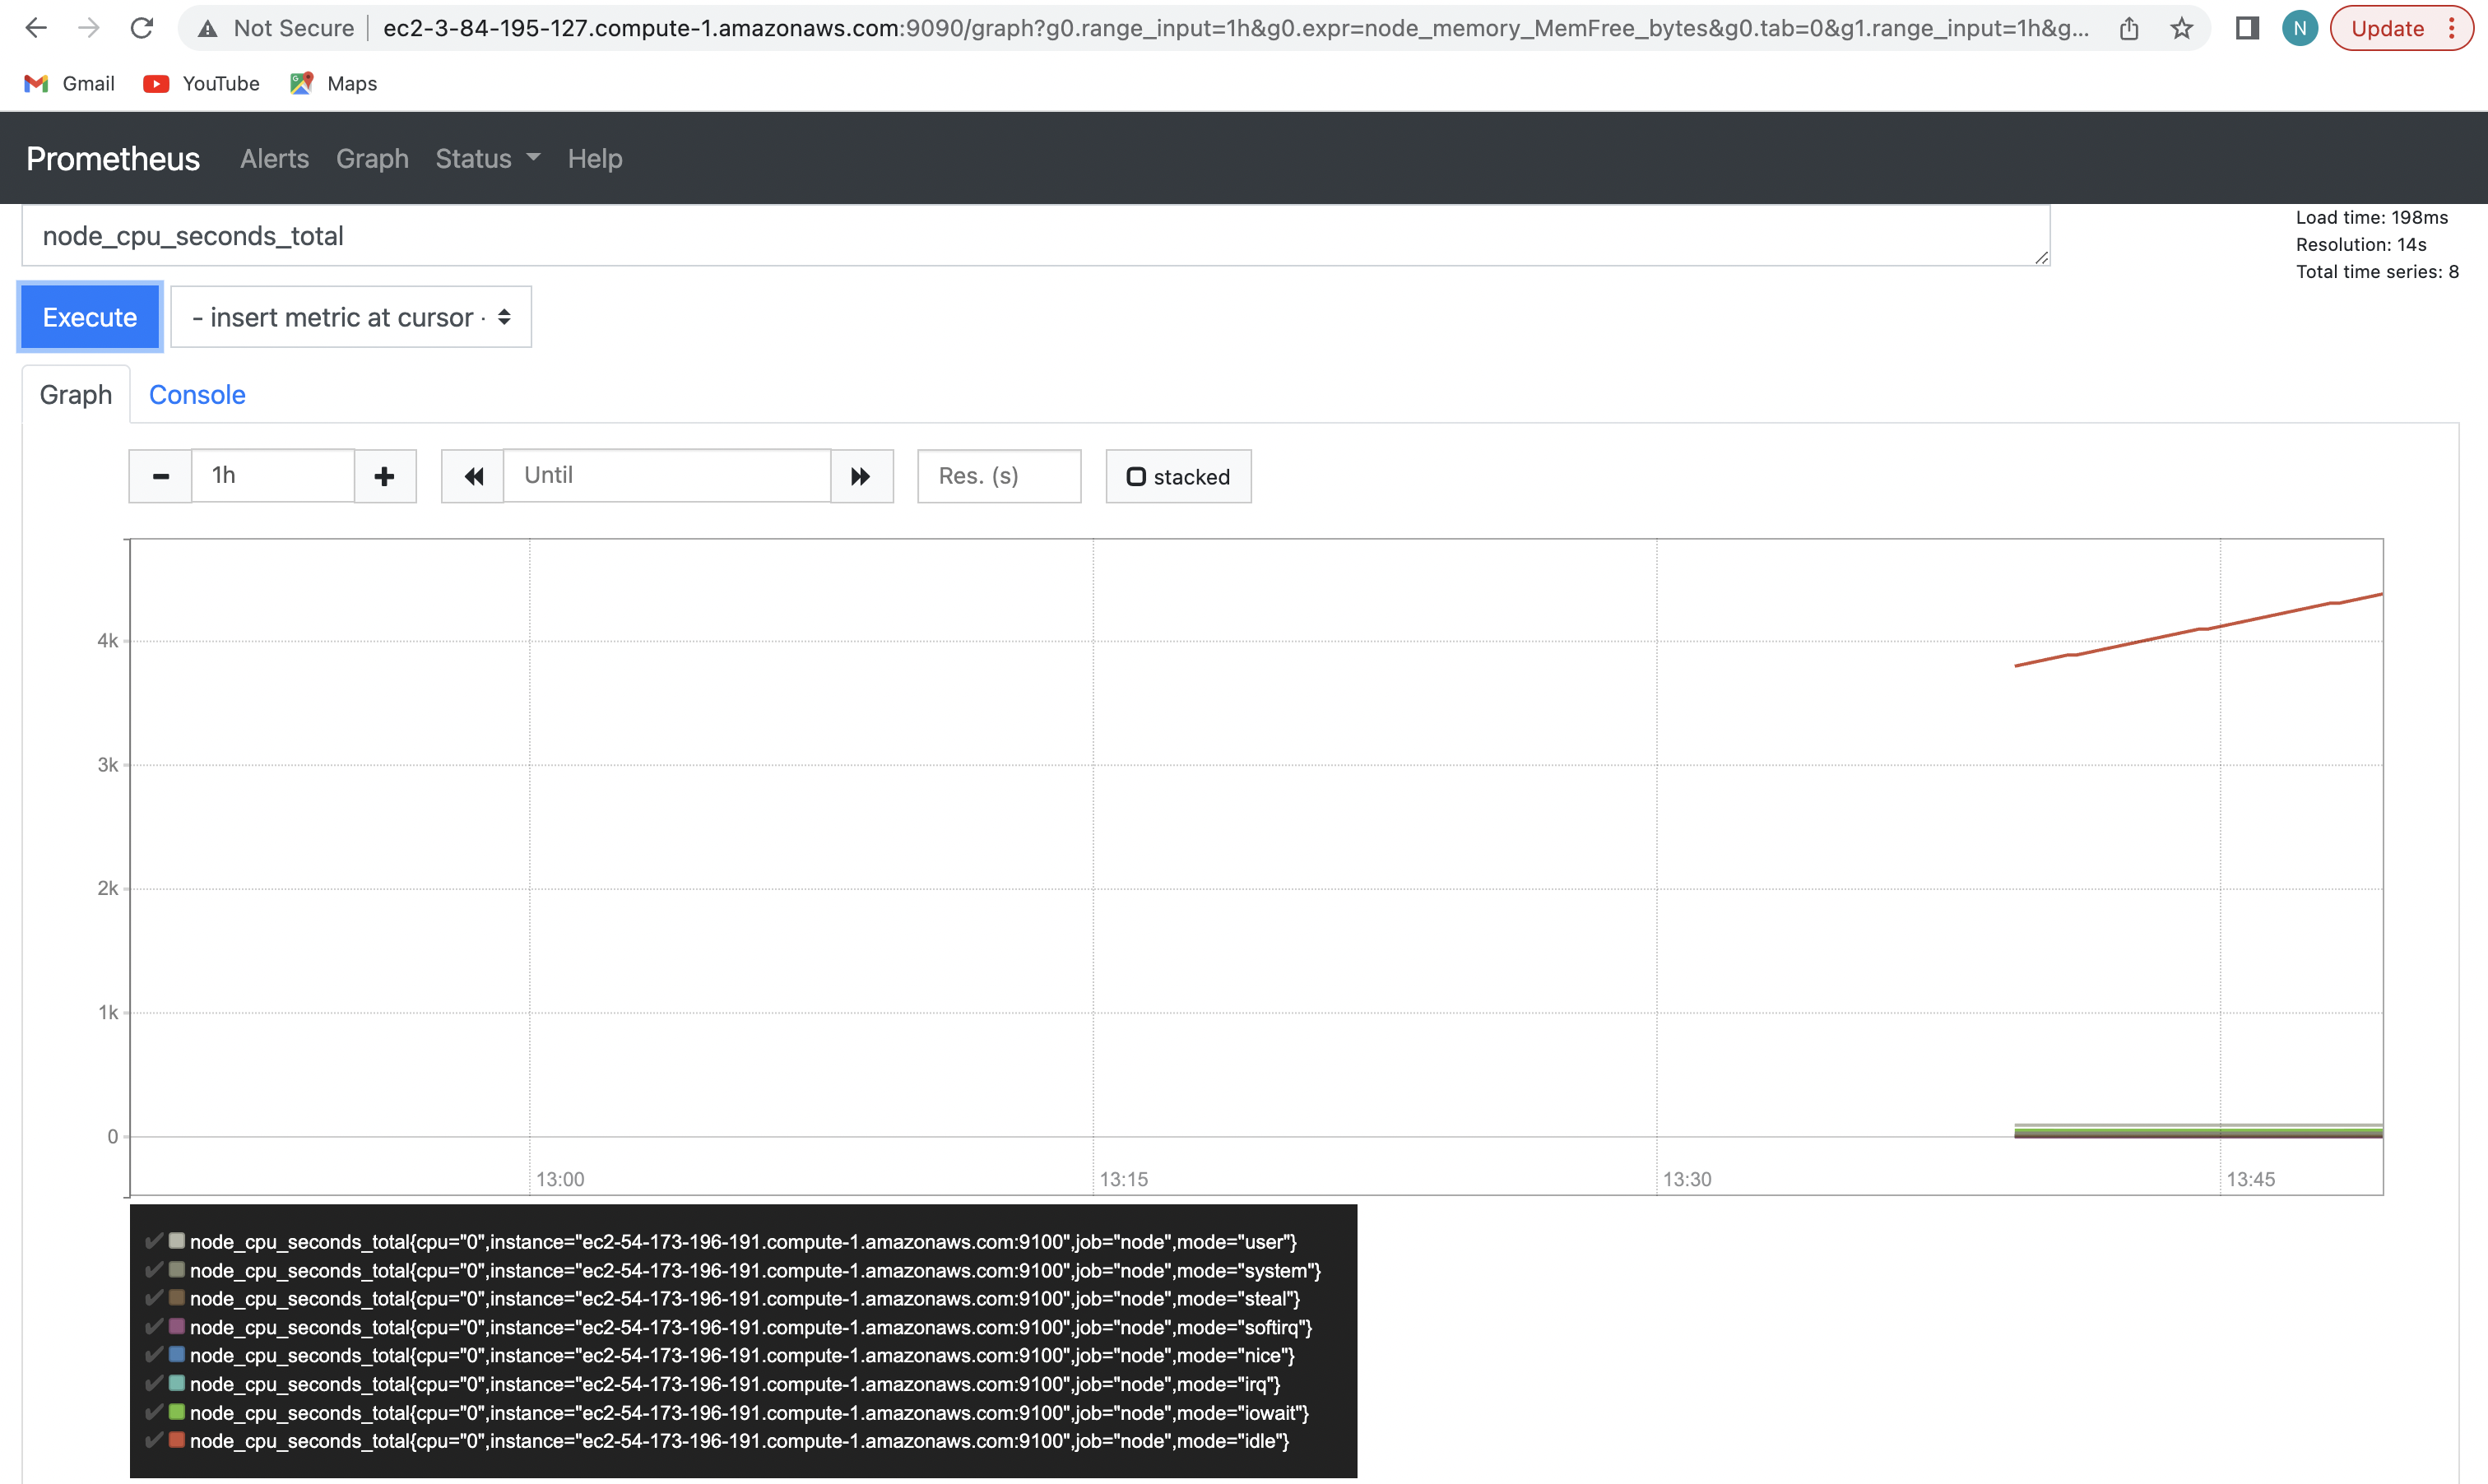 Not Secure ec2-3-84-195-127.compute-1.amazonaws.com:9090/graph?g0.range_input=1h&g0.expr=node_memory_MemFree_bytes&g0.tab=0&g1.range_input=1h&g... N Update
Gmail YouTube Maps
Prometheus Alerts Graph Status Help
node_cpu_seconds_total
Load time: 198ms
Resolution: 14s
Total time series: 8
Execute - insert metric at cursor -
Graph Console
1h Until Res. (s) stacked
4k
3k
2k
1k
0
13:00 13:15 13:30 13:45
node_cpu_seconds_total{cpu="0",instance="ec2-54-173-196-191.compute-1.amazonaws.com:9100",job="node",mode="user"}
node_cpu_seconds_total{cpu="0",instance="ec2-54-173-196-191.compute-1.amazonaws.com:9100",job="node",mode="system"}
node_cpu_seconds_total{cpu="0",instance="ec2-54-173-196-191.compute-1.amazonaws.com:9100",job="node",mode="steal"}
node_cpu_seconds_total{cpu="0",instance="ec2-54-173-196-191.compute-1.amazonaws.com:9100",job="node",mode="softirq"}
node_cpu_seconds_total{cpu="0",instance="ec2-54-173-196-191.compute-1.amazonaws.com:9100",job="node",mode="nice"}
node_cpu_seconds_total{cpu="0",instance="ec2-54-173-196-191.compute-1.amazonaws.com:9100",job="node",mode="irq"}
node_cpu_seconds_total{cpu="0",instance="ec2-54-173-196-191.compute-1.amazonaws.com:9100",job="node",mode="iowait"}
node_cpu_seconds_total{cpu="0",instance="ec2-54-173-196-191.compute-1.amazonaws.com:9100",job="node",mode="idle"}